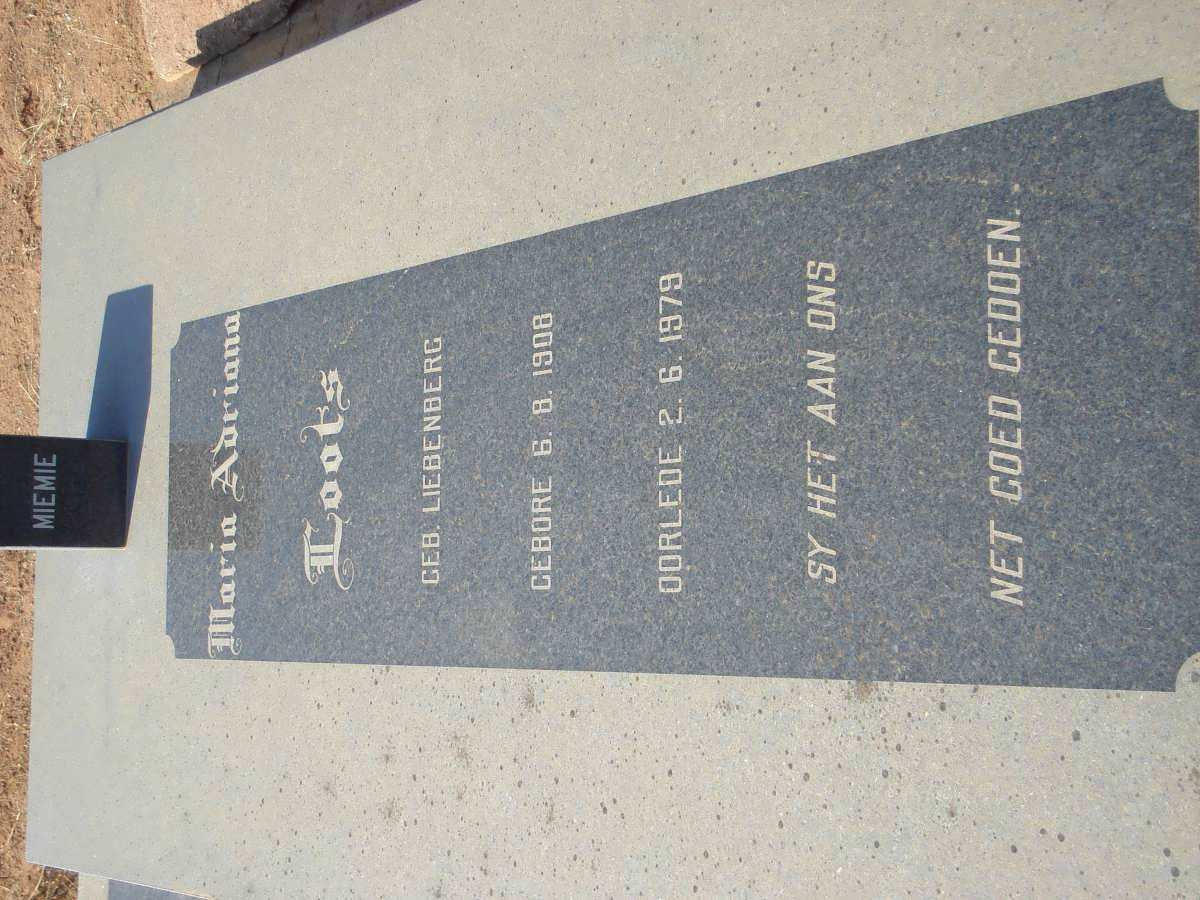 MIEMIE
Maria Adriana
Loots
GEB. LIEBENBERG
GEBORE 6. 8. 1908
OORLEDE 2. 6. 1979
SY HET AAN ONS
NET GOED GEDOEN.